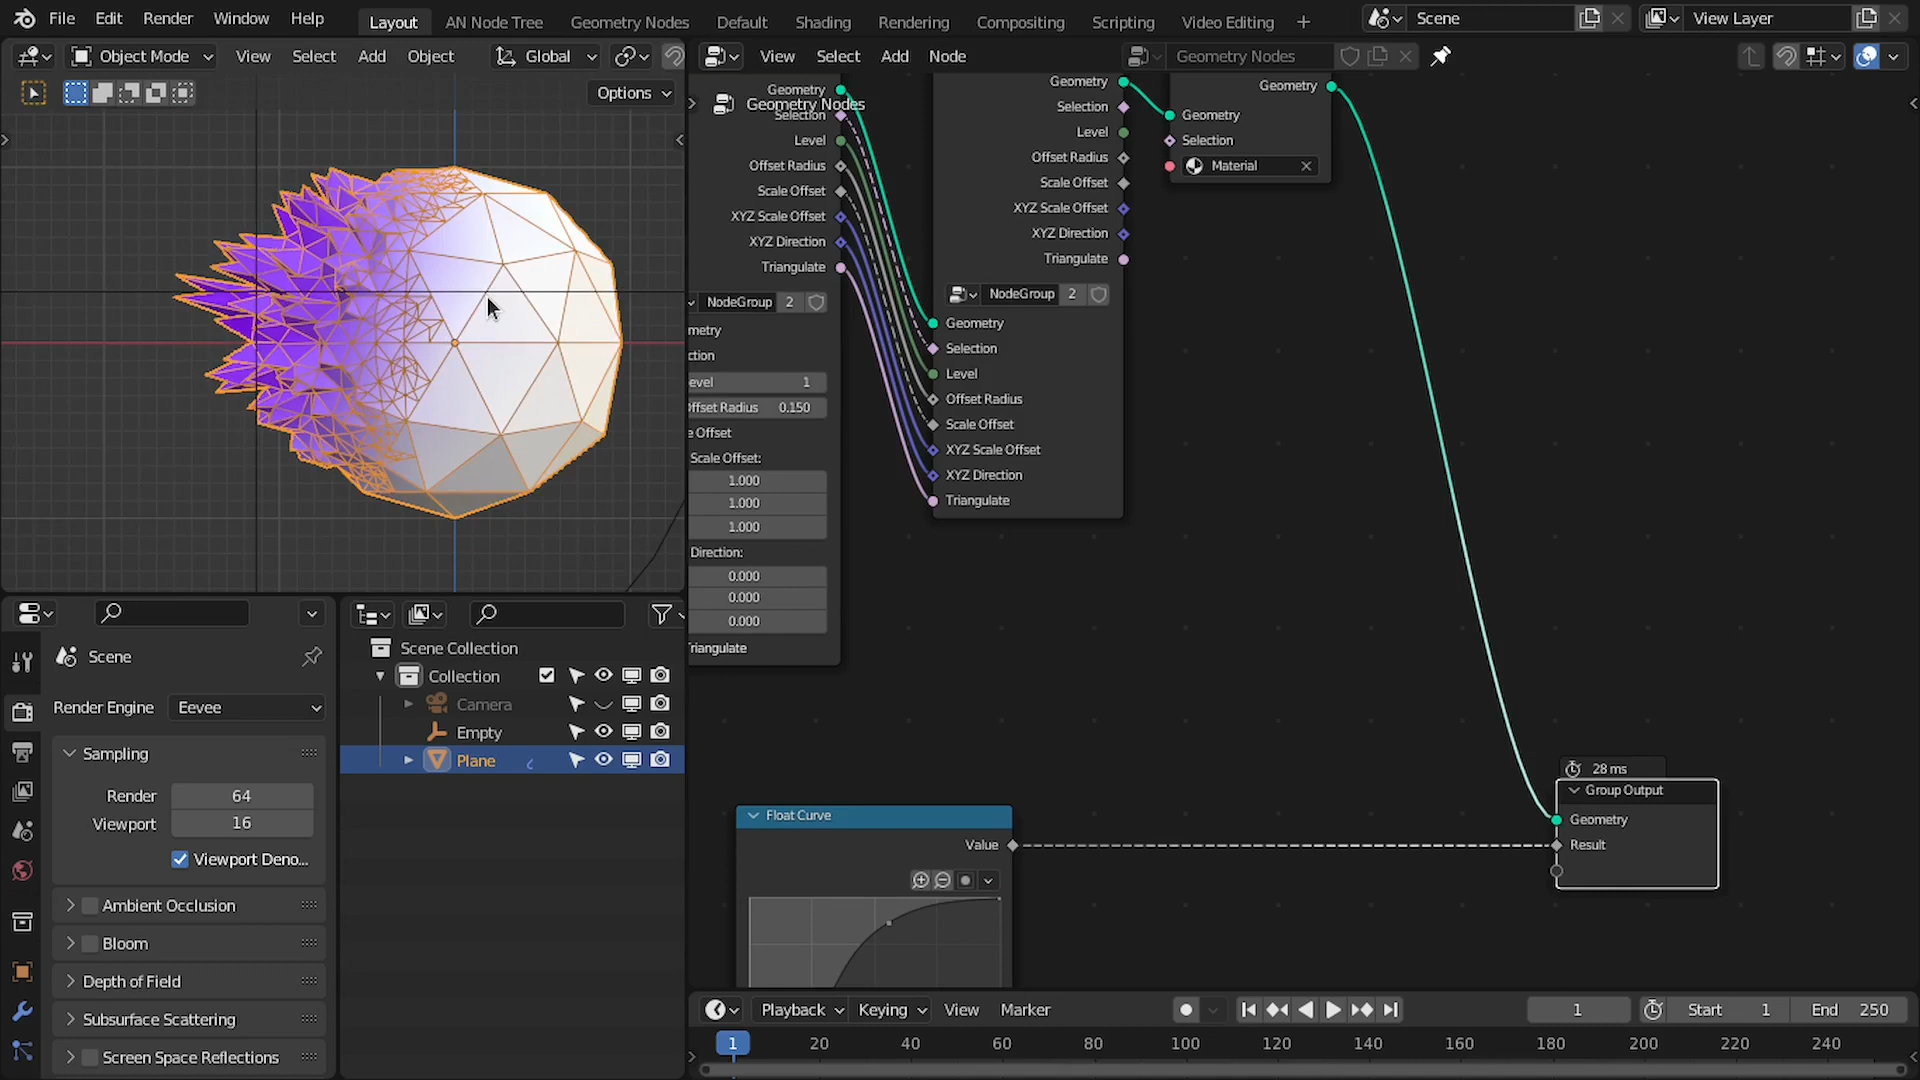 File Edit Render Window Help
Layout AN Node Tree Geometry Nodes Default Shading Rendering Compositing Scripting Video Editing +
Scene
View Layer
Object Mode View Select Add Object Global
Options
View Select Add Node
Geometry Nodes
Geometry Nodes
Geometry
Selection
Level
Offset Radius
Scale Offset
XYZ Scale Offset
XYZ Direction
Triangulate
NodeGroup 2
metry
ction
evel 1
ffset Radius 0.150
e Offset
Scale Offset:
1.000
1.000
1.000
Direction:
0.000
0.000
0.000
riangulate
Geometry
Selection
Level
Offset Radius
Scale Offset
XYZ Scale Offset
XYZ Direction
Triangulate
NodeGroup 2
Geometry
Selection
Level
Offset Radius
Scale Offset
XYZ Scale Offset
XYZ Direction
Triangulate
Geometry
Geometry
Selection
Material
Float Curve
Value
28 ms
Group Output
Geometry
Result
Scene
Render Engine Eevee
Sampling
Render 64
Viewport 16
Viewport Deno...
Ambient Occlusion
Bloom
Depth of Field
Subsurface Scattering
Screen Space Reflections
Scene Collection
Collection
Camera
Empty
Plane
Playback Keying View Marker
1
Start 1
End 250
1 20 40 60 80 100 120 140 160 180 200 220 240